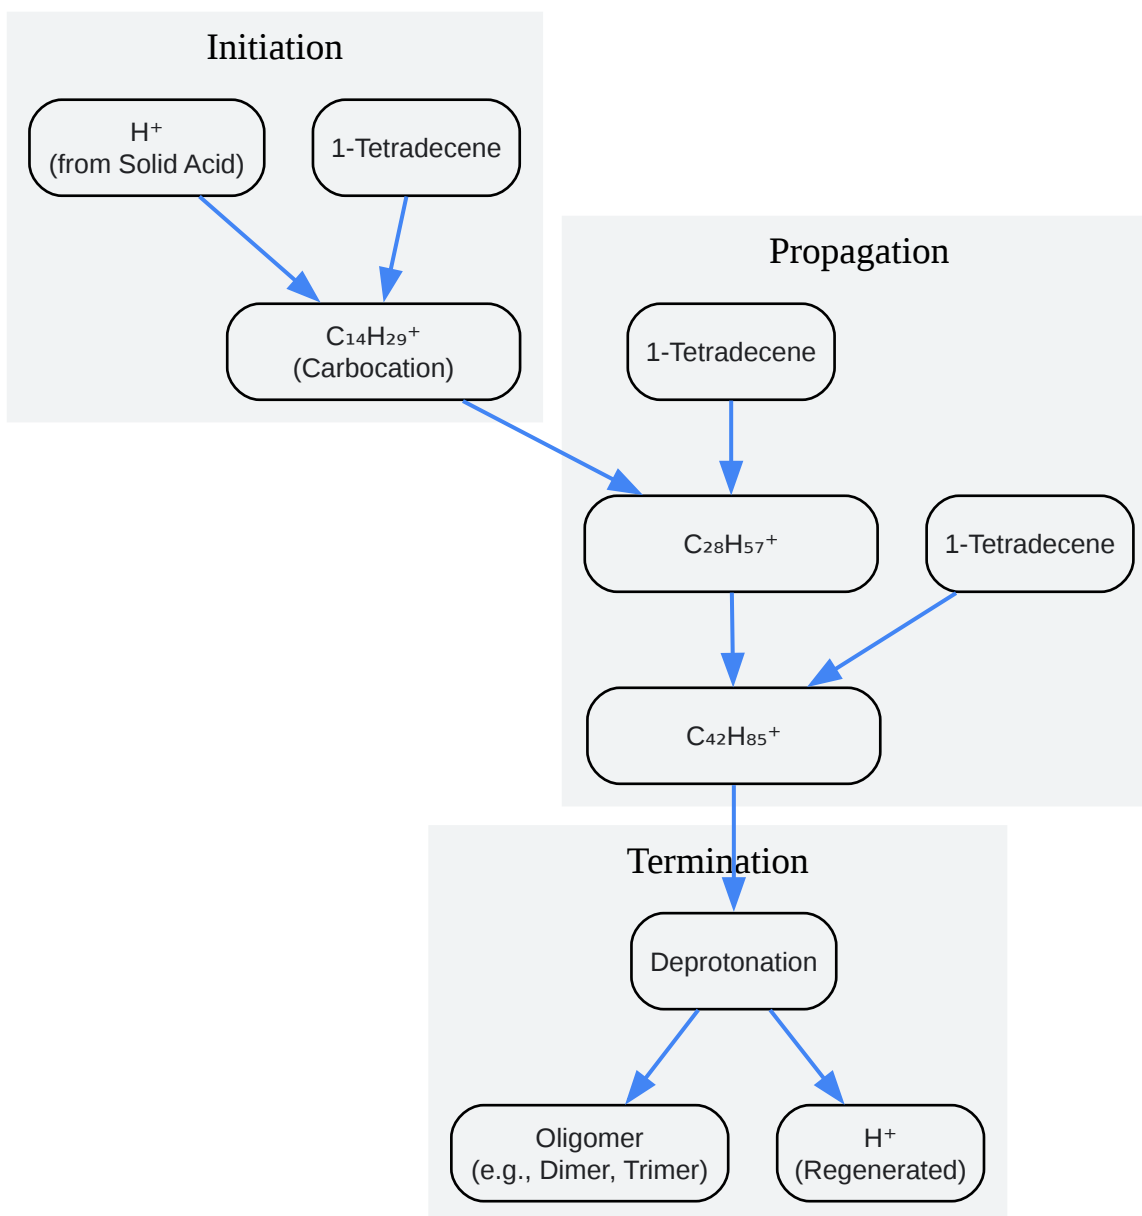 Initiation
H⁺
(from Solid Acid)
1-Tetradecene
C₁₄H₂₉⁺
(Carbocation)
Propagation
1-Tetradecene
C₂₈H₅₇⁺
1-Tetradecene
C₄₂H₈₅⁺
Termination
Deprotonation
Oligomer
(e.g., Dimer, Trimer)
H⁺
(Regenerated)